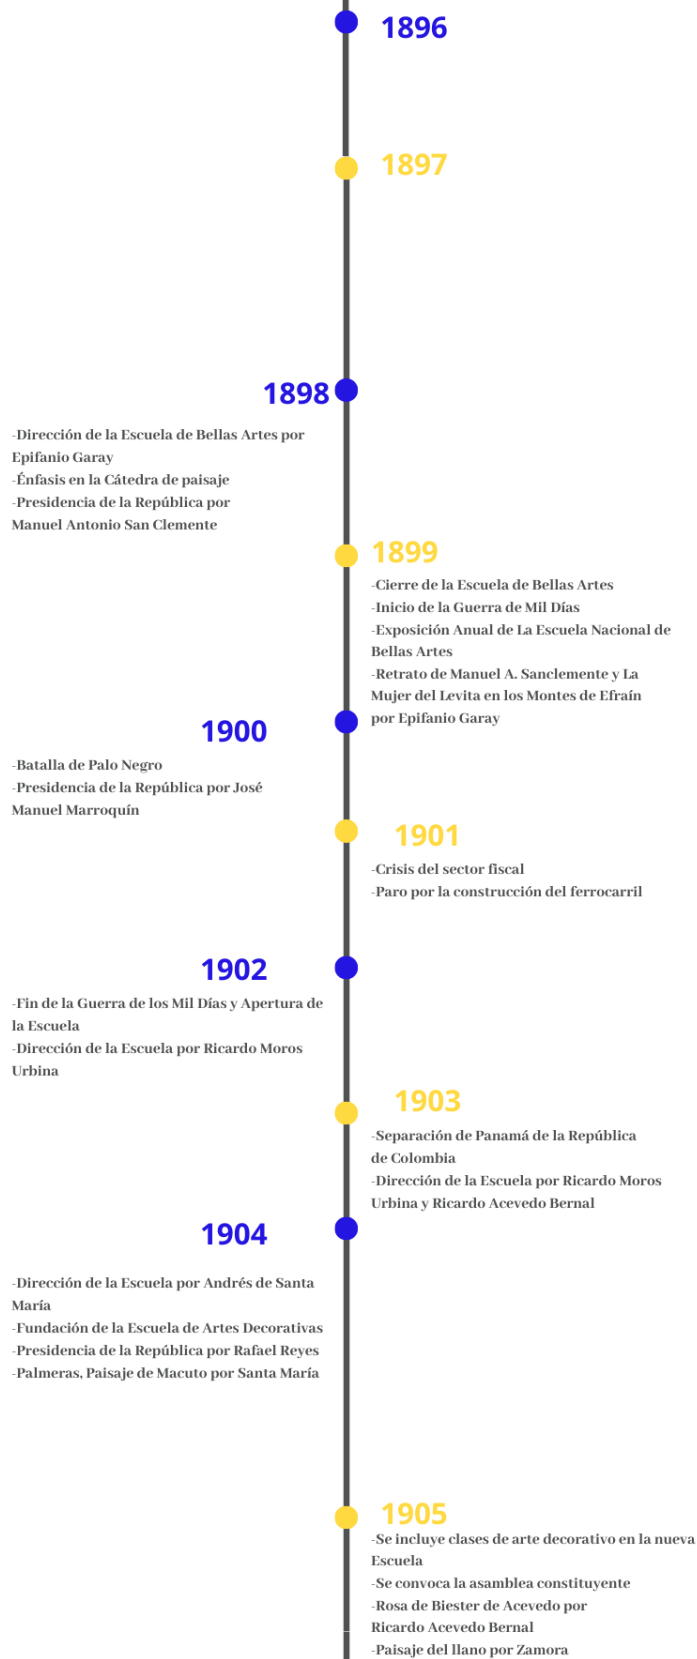 1896
1897
1898
-Dirección de la Escuela de Bellas Artes por
Epifanio Garay
-Énfasis en la Cátedra de paisaje
-Presidencia de la República por
Manuel Antonio San Clemente
1899
-Cierre de la Escuela de Bellas Artes
-Inicio de la Guerra de Mil Días
-Exposición Anual de La Escuela Nacional de
Bellas Artes
-Retrato de Manuel A. Sanclemente y La
Mujer del Levita en los Montes de Efraín
por Epifanio Garay
1900
-Batalla de Palo Negro
-Presidencia de la República por José
Manuel Marroquín
1901
-Crisis del sector fiscal
-Paro por la construcción del ferrocarril
1902
-Fin de la Guerra de los Mil Días y Apertura de
la Escuela
-Dirección de la Escuela por Ricardo Moros
Urbina
1903
-Separación de Panamá de la República
de Colombia
-Dirección de la Escuela por Ricardo Moros
Urbina y Ricardo Acevedo Bernal
1904
-Dirección de la Escuela por Andrés de Santa
María
-Fundación de la Escuela de Artes Decorativas
-Presidencia de la República por Rafael Reyes
-Palmeras, Paisaje de Macuto por Santa María
1905
-Se incluye clases de arte decorativo en la nueva
Escuela
-Se convoca la asamblea constituyente
-Rosa de Biester de Acevedo por
Ricardo Acevedo Bernal
-Paisaje del llano por Zamora